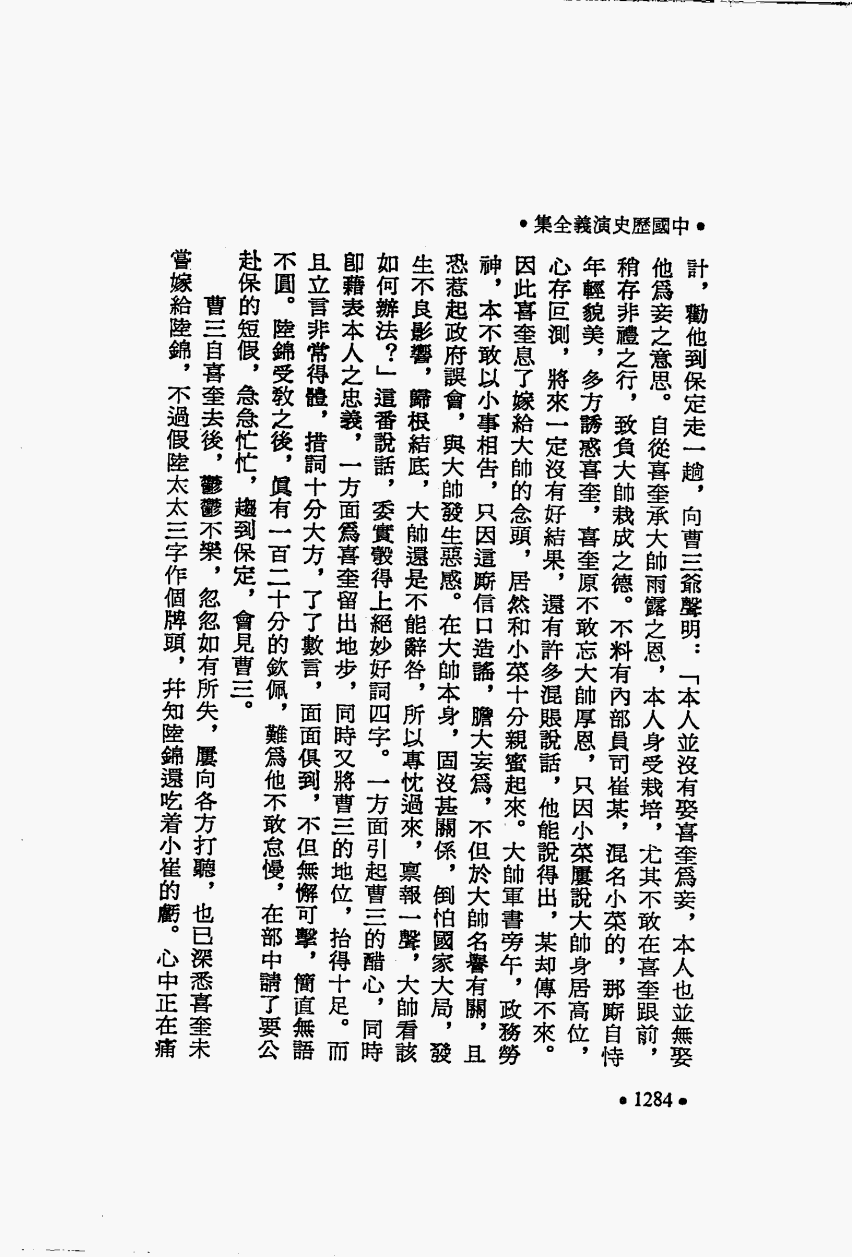 •中國歷史演義全集•
計，勸他到保定走一趟，向曹三爺聲明：「本人並沒有娶喜奎爲妾，本人也並無娶
他爲妾之意思。自從喜奎承大帥雨露之恩，本人身受栽培，尤其不敢在喜奎跟前，
稍存非禮之行，致負大帥栽成之德。不料有內部員司崔某，混名小菜的，那廝自恃
年輕貌美，多方誘惑喜奎，喜奎原不敢忘大帥厚恩，只因小菜屢說大帥身居高位，
心存叵測，將來一定沒有好結果，還有許多混賬說話，他能說得出，某却傳不來。
因此喜奎息了嫁給大帥的念頭，居然和小菜十分親蜜起來。大帥軍書旁午，政務勞
神，本不敢以小事相告，只因這廝信口造謠，膽大妄爲，不但於大帥名譽有關，且
恐惹起政府誤會，與大帥發生惡感。在大帥本身，固沒甚關係，倒怕國家大局，發
生不良影響，歸根結底，大帥還是不能辭咎，所以專忱過來，禀報一聲，大帥看該
如何辦法？」這番說話，委實彀得上絕妙好詞四字。一方面引起曹三的醋心，同時
卽藉表本人之忠義，一方面爲喜奎留出地步，同時又將曹三的地位，抬得十足。而
且立言非常得體，措詞十分大方，了了數言，面面俱到，不但無懈可擊，簡直無語
不圓。陸錦受敎之後，眞有一百二十分的欽佩，難爲他不敢怠慢，在部中請了要公
赴保的短假，急急忙忙，趨到保定，會見曹三。
曹三自喜奎去後，鬱鬱不樂，忽忽如有所失，屢向各方打聽，也已深悉喜奎未
嘗嫁給陸錦，不過假陸太太三字作個牌頭，幷知陸錦還吃着小崔的虧。心中正在痛
•1284•